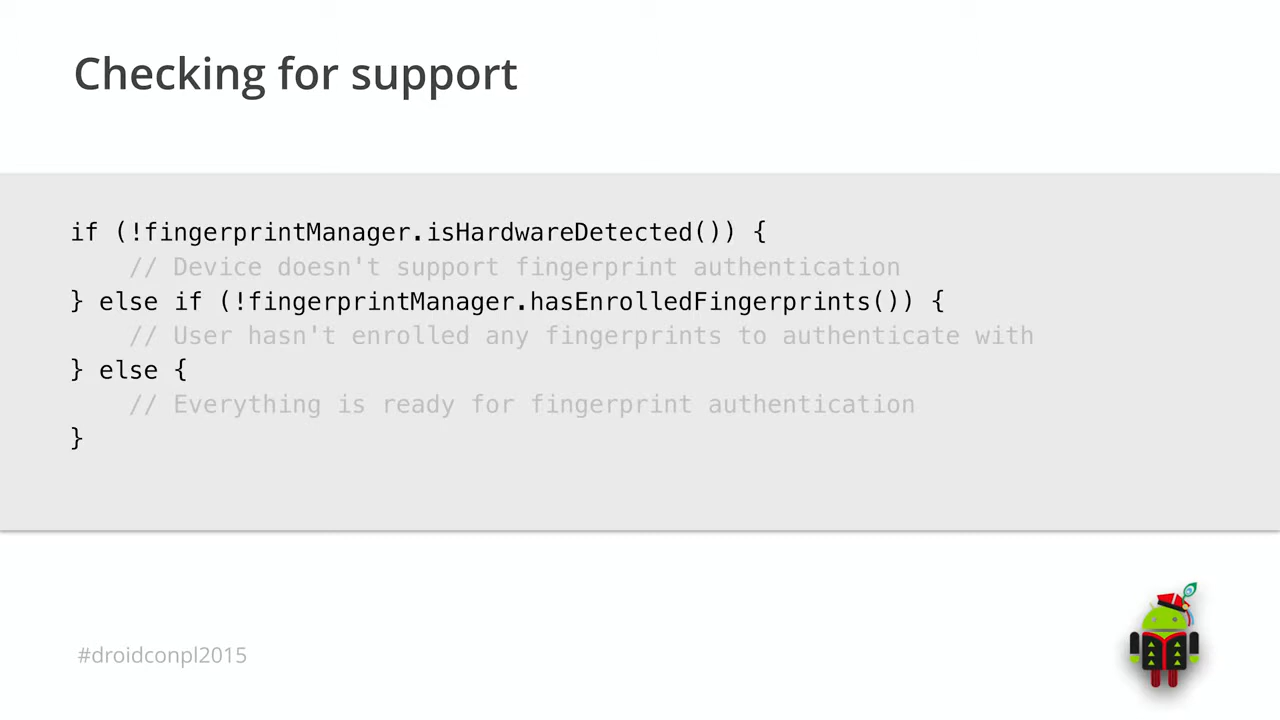 Checking for support
if (!fingerprintManager.isHardwareDetected()) {
    // Device doesn't support fingerprint authentication
} else if (!fingerprintManager.hasEnrolledFingerprints()) {
    // User hasn't enrolled any fingerprints to authenticate with
} else {
    // Everything is ready for fingerprint authentication
}
#droidconpl2015